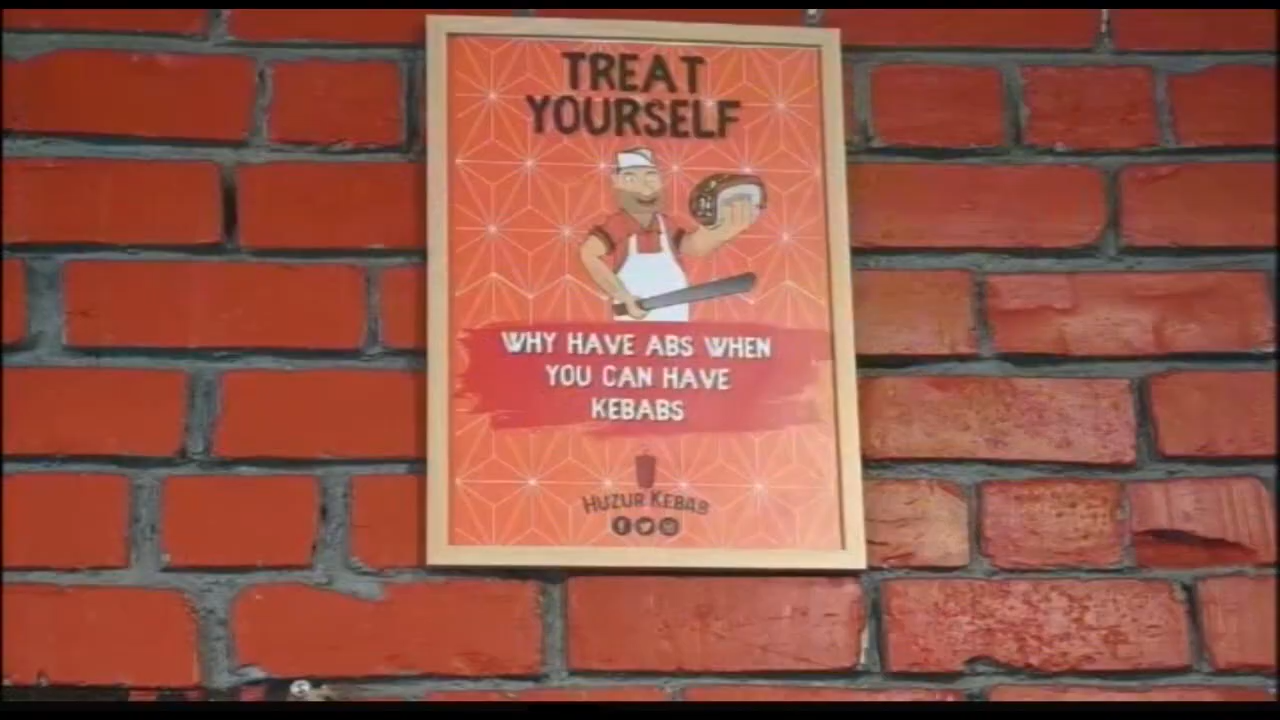 TREAT
YOURSELF
WHY HAVE ABS WHEN
YOU CAN HAVE
KEBABS
HUZUR KEBAB